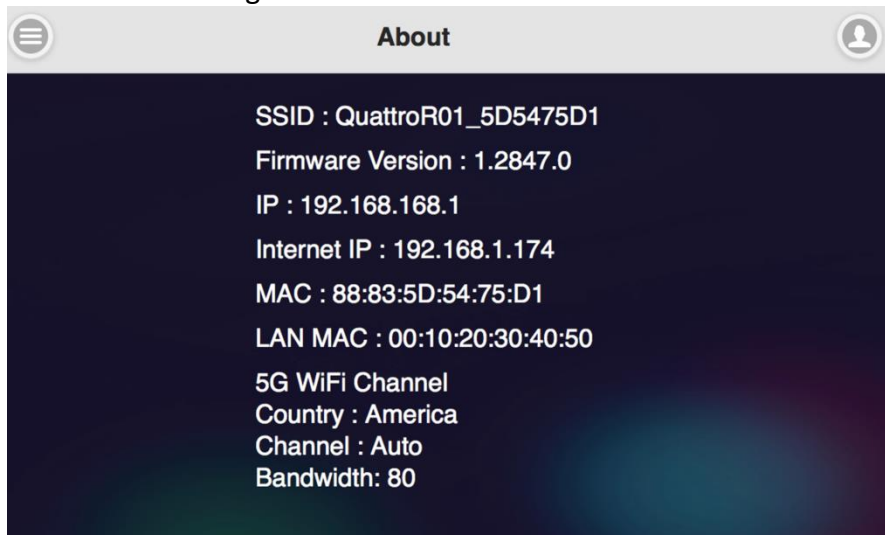 About
SSID : QuattroR01_5D5475D1
Firmware Version : 1.2847.0
IP : 192.168.168.1
Internet IP : 192.168.1.174
MAC : 88:83:5D:54:75:D1
LAN MAC : 00:10:20:30:40:50
5G WiFi Channel
Country : America
Channel : Auto
Bandwidth: 80